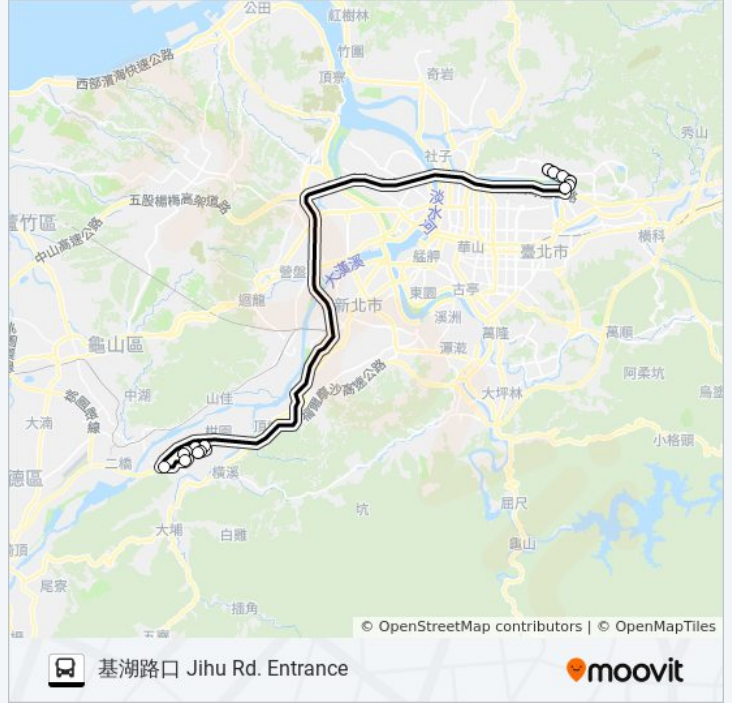 公田
紅樹林
竹圍
西部濱海快速公路
頂寮
奇岩
秀山
社子
五股楊梅高架道路
蘆竹區
淡水河
中山高速公路
橫科
華山
臺北市
艋舺
營盤
大漢溪
迴龍
東園
古亭
新北市
溪洲
萬隆
萬順
龜山區
潭漧
阿柔坑
中湖
山佳
大坪林
大湳
柑園
小格頭
二橋
橫溪
德區
屈尺
坑
大埔
白雞
龜山
尾寮
插角
五寮
© OpenStreetMap contributors | © OpenMapTiles
基湖路口 Jihu Rd. Entrance
moovit